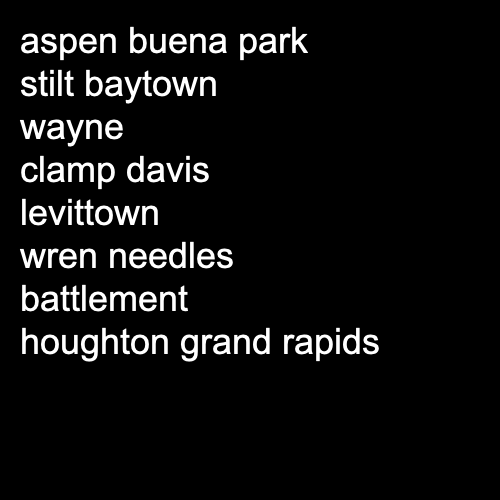 aspen buena park
stilt baytown
wayne
clamp davis
levittown
wren needles
battlement
houghton grand rapids